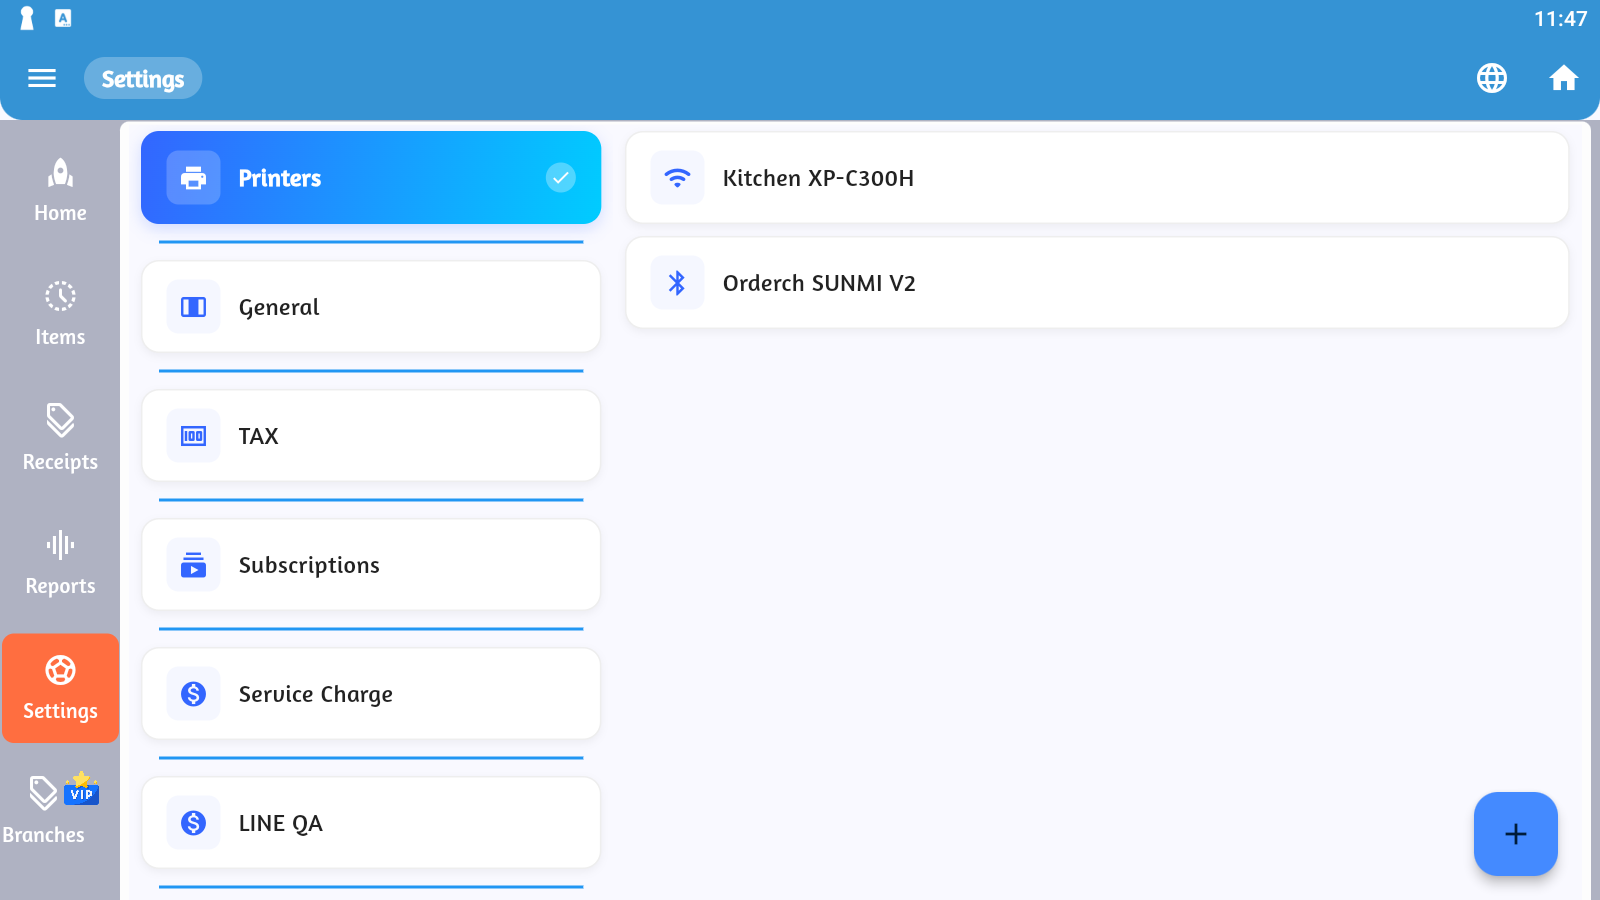 11:47
Settings
Home
Items
Receipts
Reports
Settings
VIP
Branches
Printers
General
TAX
100
Subscriptions
Service Charge
LINE QA
Kitchen XP-C300H
Orderch SUNMI V2